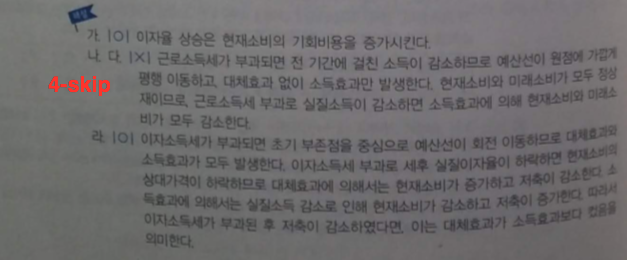 해설
가. |O| 이자율 상승은 현재소비의 기회비용을 증가시킨다.
나. 다. |X| 근로소득세가 부과되면 전 기간에 걸친 소득이 감소하므로 예산선이 원점에 가깝게
4-skip
평행 이동하고, 대체효과 없이 소득효과만 발생한다. 현재소비와 미래소비가 모두 정상
재이므로, 근로소득세 부과로 실질소득이 감소하면 소득효과에 의해 현재소비와 미래소
비가 모두 감소한다.
라. |O| 이자소득세가 부과되면 초기 부존점을 중심으로 예산선이 회전 이동하므로 대체효과와
소득효과가 모두 발생한다. 이자소득세 부과로 세후 실질이자율이 하락하면 현재소비의
상대가격이 하락하므로 대체효과에 의해서는 현재소비가 증가하고 저축이 감소한다. 소
득효과에 의해서는 실질소득 감소로 인해 현재소비가 감소하고 저축이 증가한다. 따라서
이자소득세가 부과된 후 저축이 감소하였다면, 이는 대체효과가 소득효과보다 컸음을
의미한다.